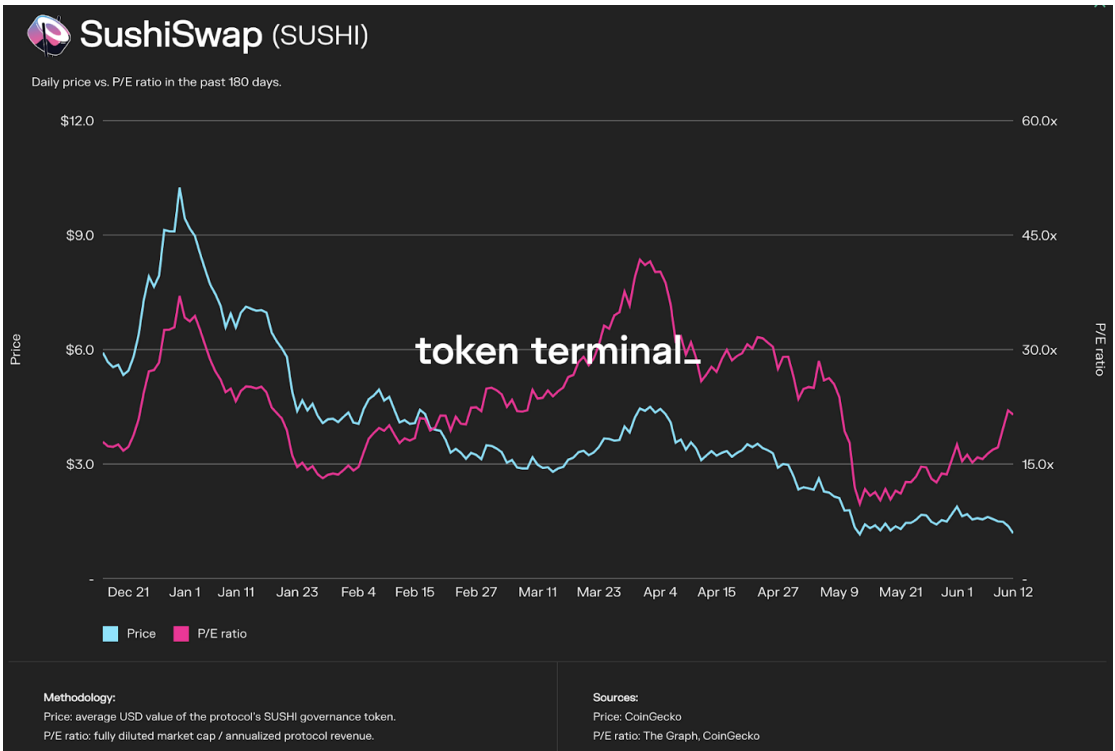 SushiSwap (SUSHI)
Daily price vs. P/E ratio in the past 180 days.
$12.0
60.0x
$9.0
45.0x
$6.0
30.0x
token terminal_
Price
P/E ratio
$3.0
15.0x
-
-
Dec 21 Jan 1 Jan 11 Jan 23 Feb 4 Feb 15 Feb 27 Mar 11 Mar 23 Apr 4 Apr 15 Apr 27 May 9 May 21 Jun 1 Jun 12
Price P/E ratio
Methodology:
Price: average USD value of the protocol's SUSHI governance token.
P/E ratio: fully diluted market cap / annualized protocol revenue.
Sources:
Price: CoinGecko
P/E ratio: The Graph, CoinGecko